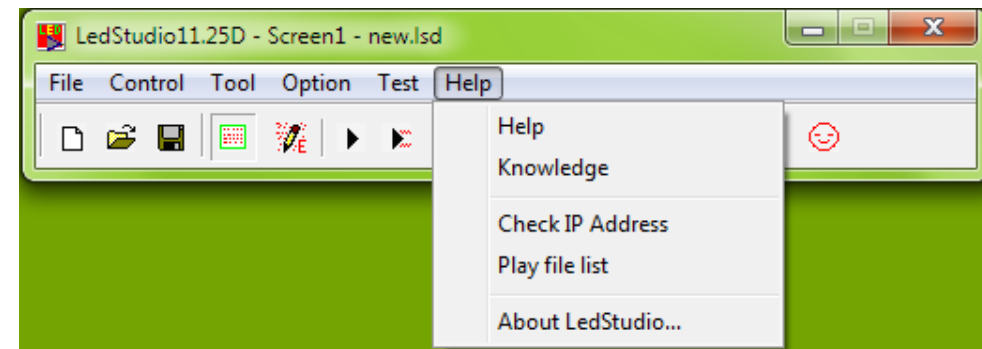 LedStudio11.25D - Screen1 - new.lsd
File Control Tool Option Test Help
Help
Knowledge
Check IP Address
Play file list
About LedStudio...